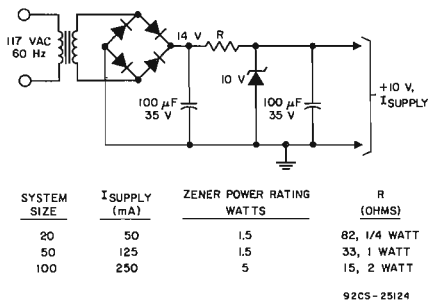 117 VAC
60 Hz
14 V
R
10 V
100 µF
35 V
100 µF
35 V
+10 V,
ISUPPLY
SYSTEM SIZE	ISUPPLY (mA)	ZENER POWER RATING WATTS	R (OHMS)
20	50	1.5	82, 1/4 WATT
50	125	1.5	33, 1 WATT
100	250	5	15, 2 WATT
92CS-25124